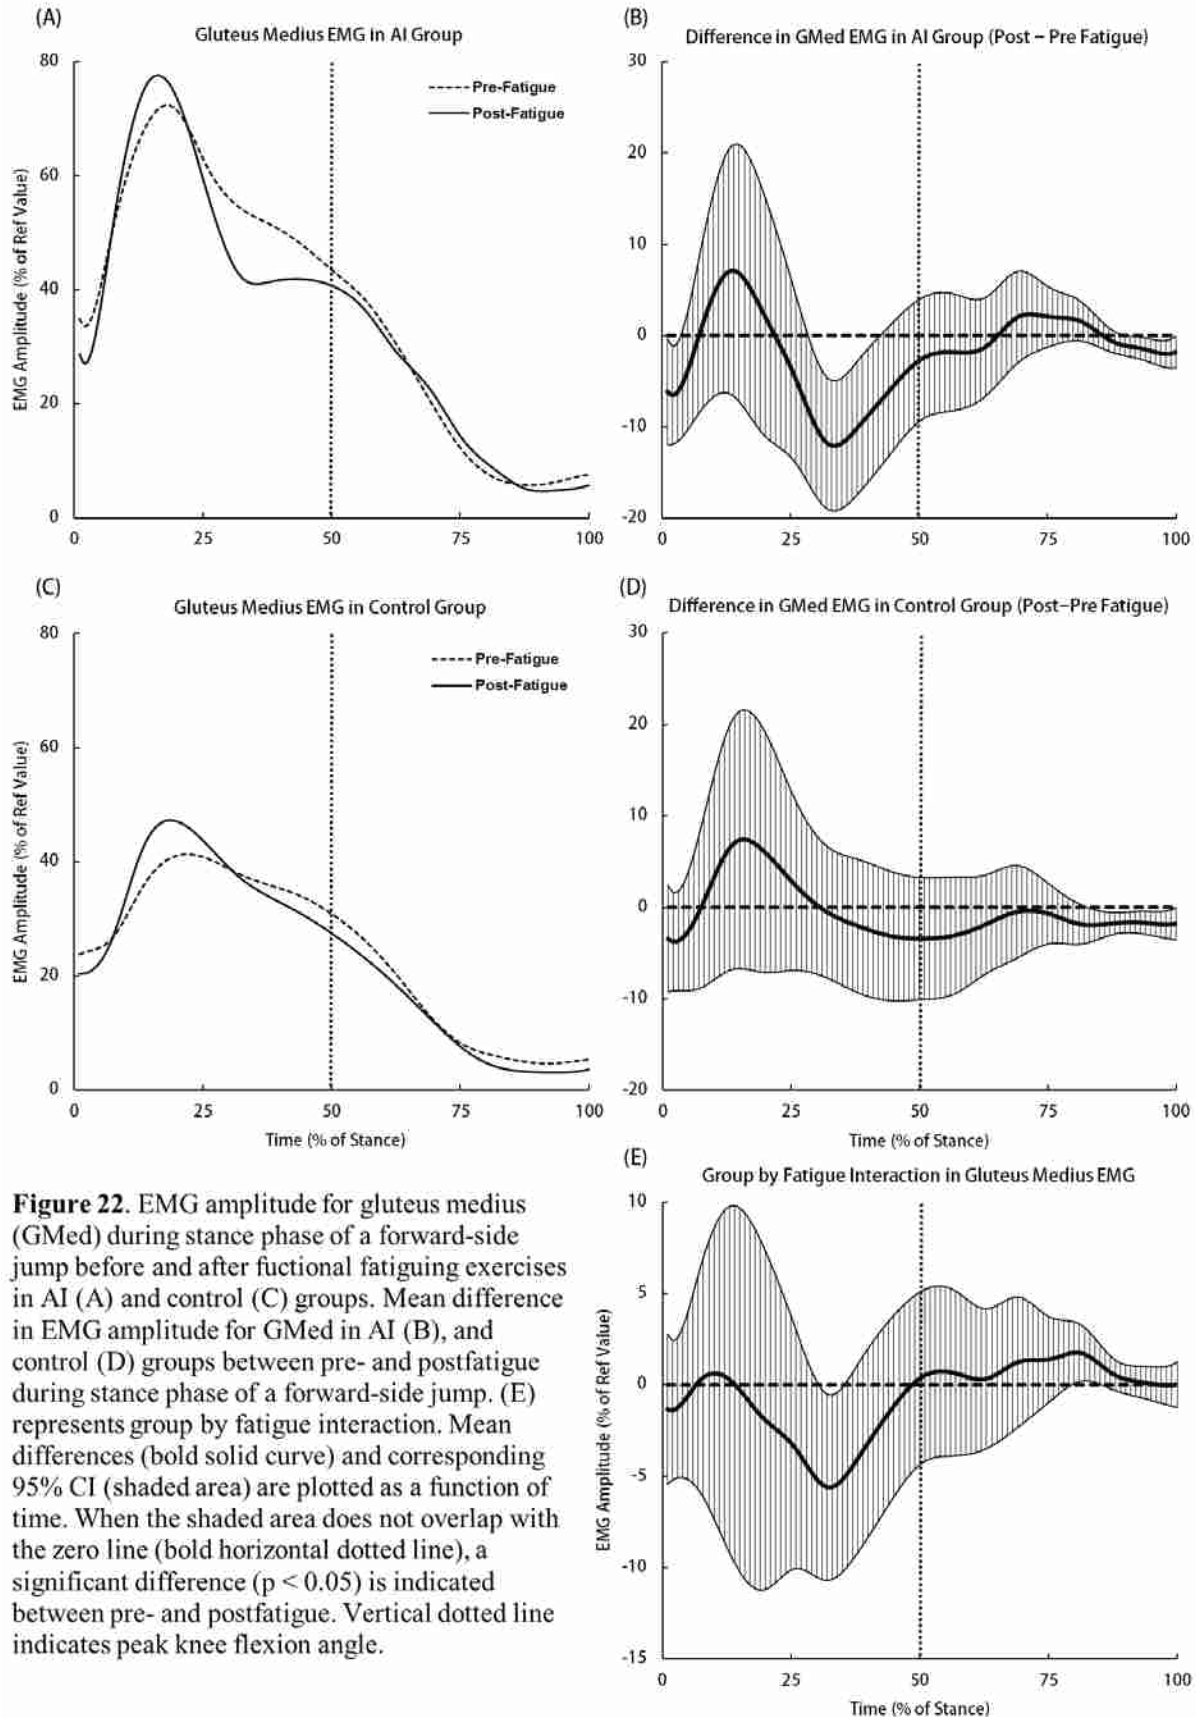 (A)
Gluteus Medius EMG in AI Group
80
60
40
20
0
EMG Amplitude (% of Ref Value)
Pre-Fatigue
Post-Fatigue
0 25 50 75 100
(B)
Difference in GMed EMG in AI Group (Post – Pre Fatigue)
30
20
10
0
-10
-20
0 25 50 75 100
(C)
Gluteus Medius EMG in Control Group
80
60
40
20
0
EMG Amplitude (% of Ref Value)
Pre-Fatigue
Post-Fatigue
0 25 50 75 100
Time (% of Stance)
(D)
Difference in GMed EMG in Control Group (Post–Pre Fatigue)
30
20
10
0
-10
-20
0 25 50 75 100
Time (% of Stance)
(E)
Group by Fatigue Interaction in Gluteus Medius EMG
10
5
0
-5
-10
-15
EMG Amplitude (% of Ref Value)
0 25 50 75 100
Time (% of Stance)
Figure 22. EMG amplitude for gluteus medius
(GMed) during stance phase of a forward-side
jump before and after fuctional fatiguing exercises
in AI (A) and control (C) groups. Mean difference
in EMG amplitude for GMed in AI (B), and
control (D) groups between pre- and postfatigue
during stance phase of a forward-side jump. (E)
represents group by fatigue interaction. Mean
differences (bold solid curve) and corresponding
95% CI (shaded area) are plotted as a function of
time. When the shaded area does not overlap with
the zero line (bold horizontal dotted line), a
significant difference (p < 0.05) is indicated
between pre- and postfatigue. Vertical dotted line
indicates peak knee flexion angle.